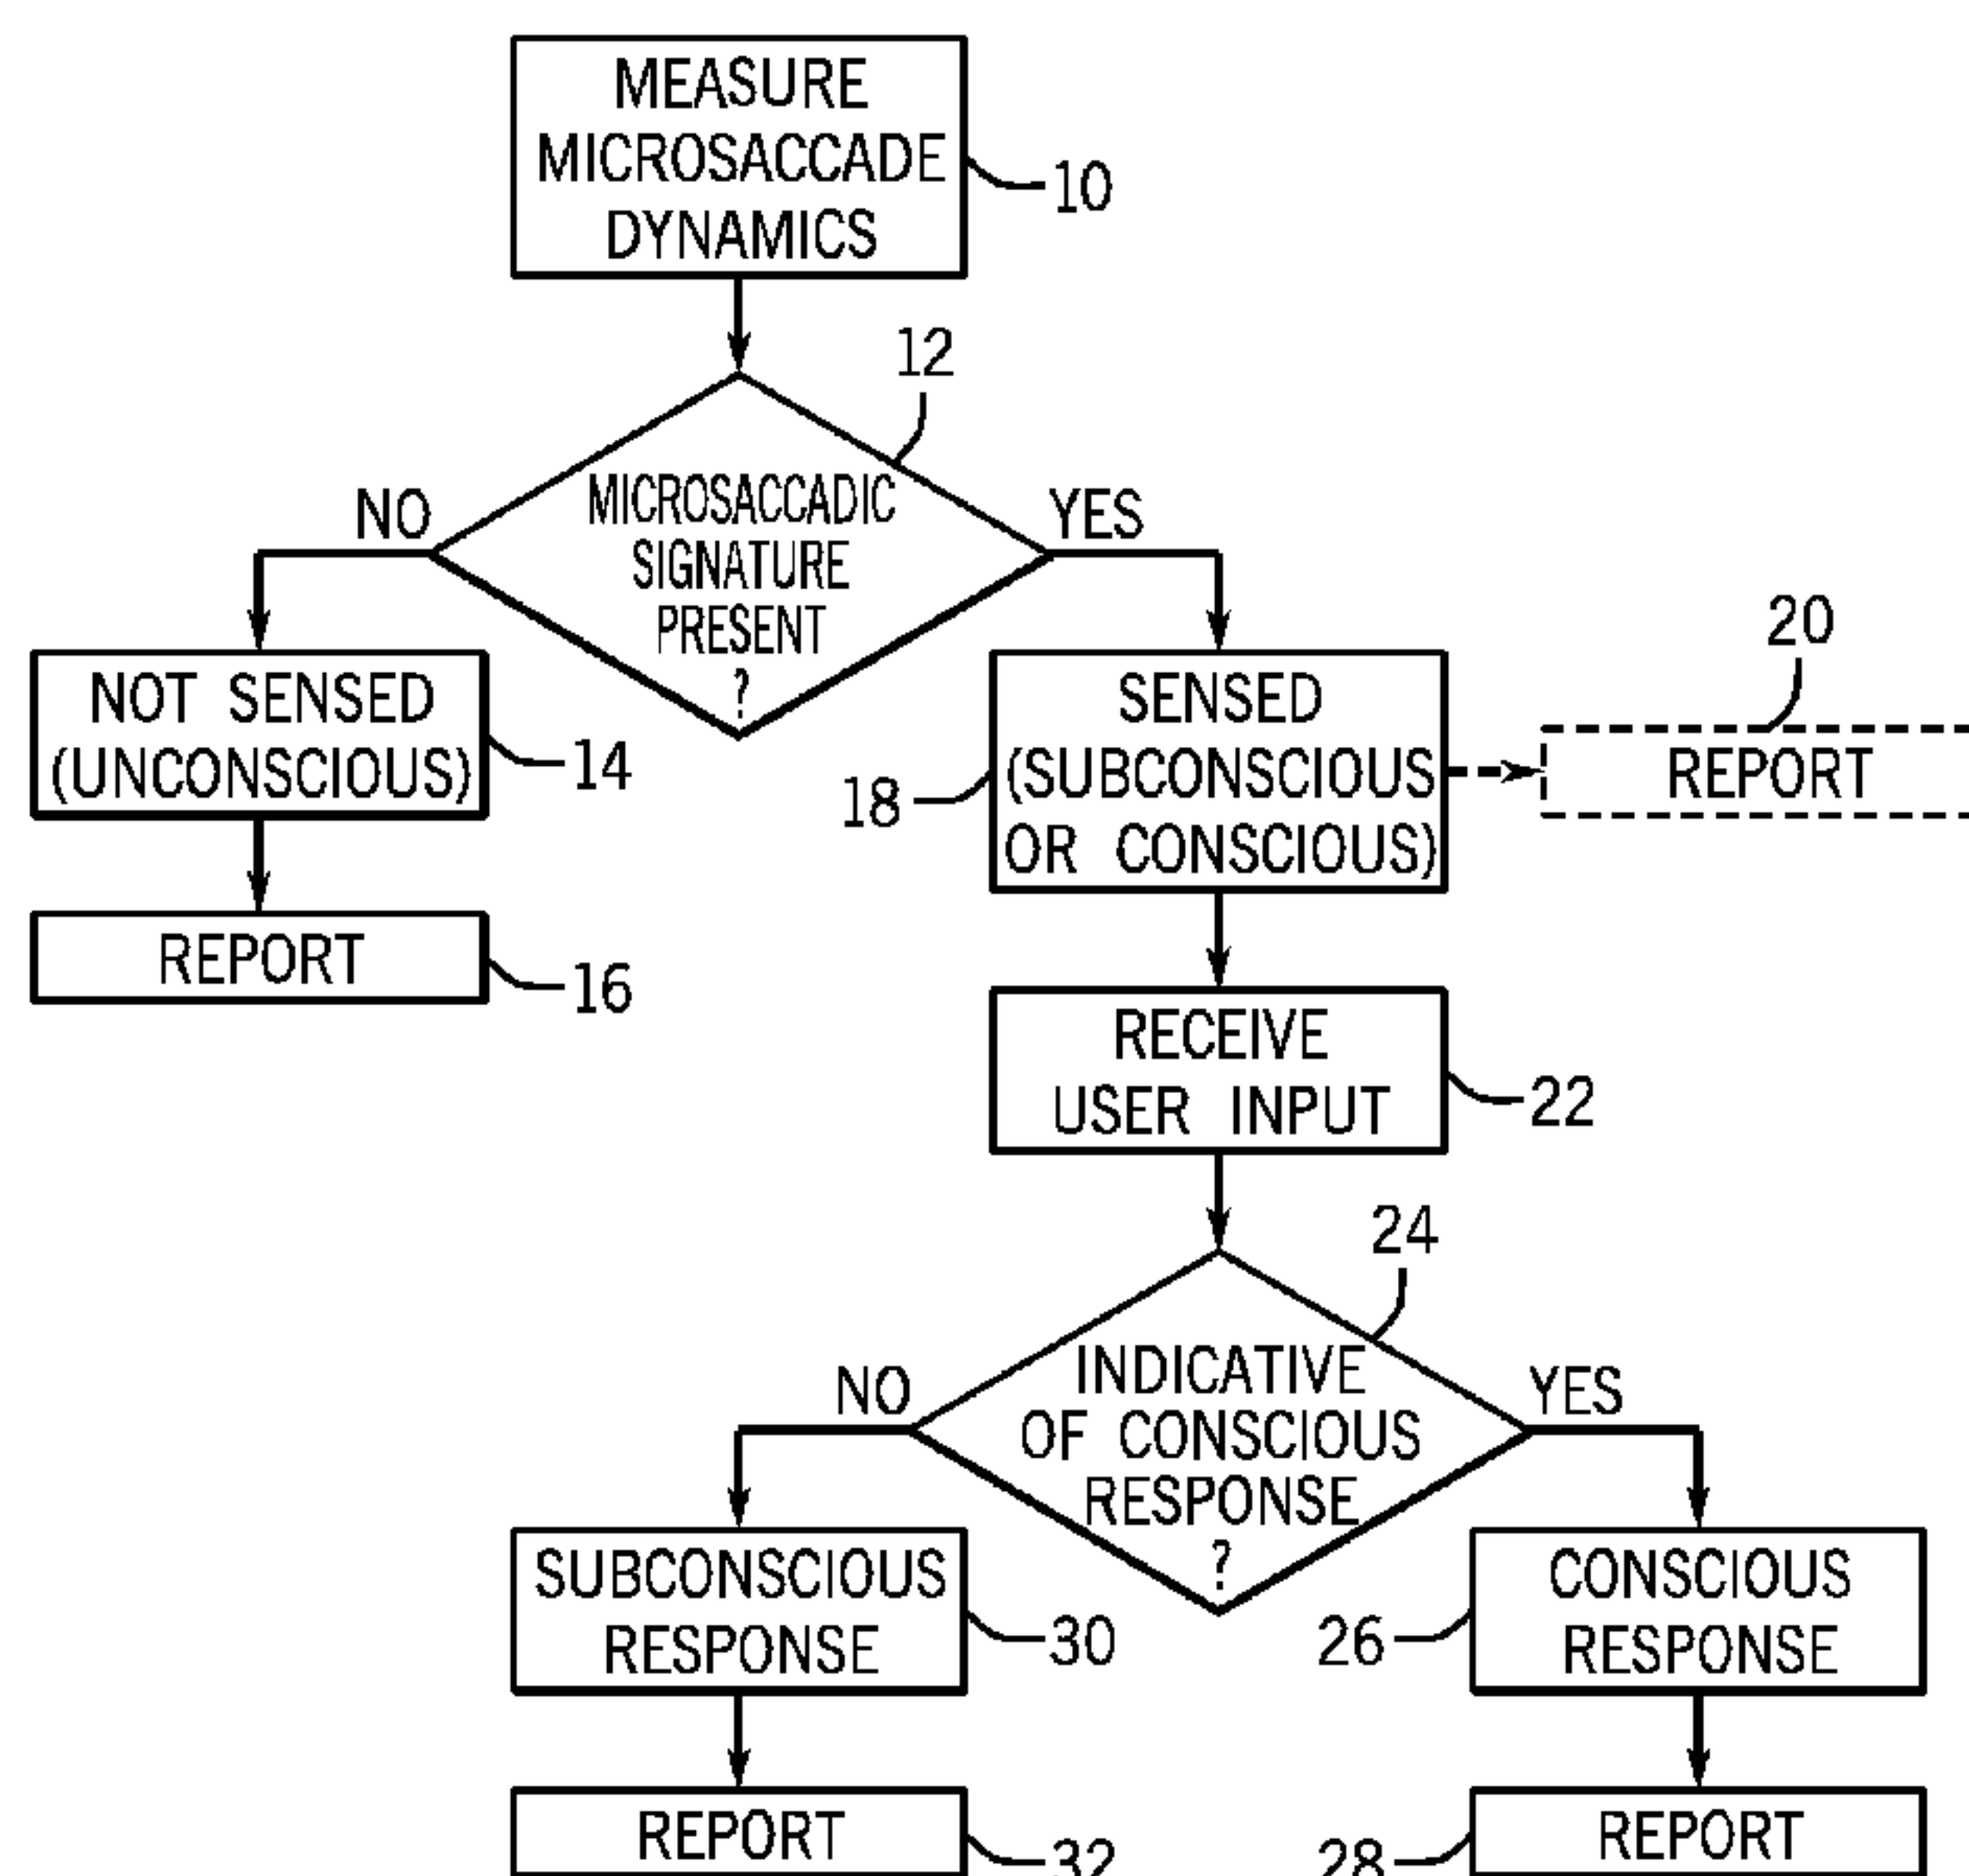 MEASURE
MICROSACCADE
DYNAMICS
10
12
MICROSACCADIC
SIGNATURE
PRESENT
?
NO
YES
NOT SENSED
(UNCONSCIOUS)
14
REPORT
16
SENSED
(SUBCONSCIOUS
OR CONSCIOUS)
18
20
REPORT
RECEIVE
USER INPUT
22
24
INDICATIVE
OF CONSCIOUS
RESPONSE
?
NO
YES
SUBCONSCIOUS
RESPONSE
30
26
CONSCIOUS
RESPONSE
REPORT
32
28
REPORT